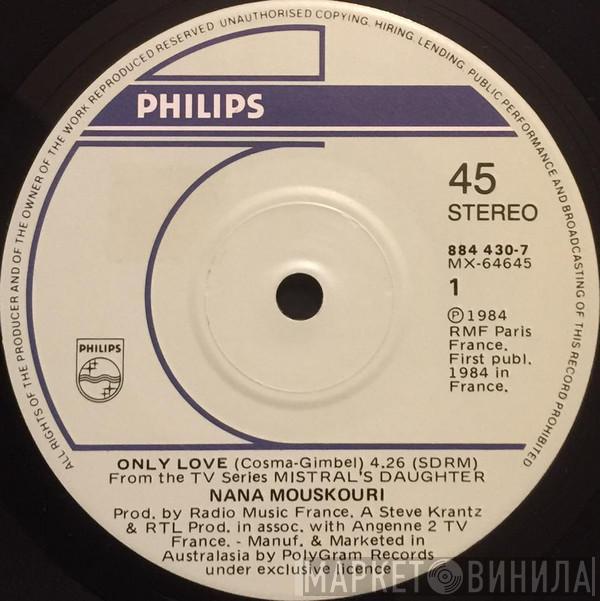 ALL RIGHTS OF THE PRODUCER AND OF THE OWNER OF THE WORK REPRODUCED RESERVED UNAUTHORISED COPYING, HIRING, LENDING, PUBLIC PERFORMANCE AND BROADCASTING OF THIS RECORD PROHIBITED
PHILIPS
45
STEREO
884 430-7
MX-64645
1
℗ 1984
RMF Paris
France.
First publ.
1984 in
France.
PHILIPS
ONLY LOVE (Cosma-Gimbel) 4.26 (SDRM)
From the TV Series MISTRAL'S DAUGHTER
NANA MOUSKOURI
Prod. by Radio Music France, A Steve Krantz
& RTL Prod. in assoc. with Angenne 2 TV
France. - Manuf. & Marketed in
Australasia by PolyGram Records
under exclusive licence
МАРКЕТ ВИНИЛА